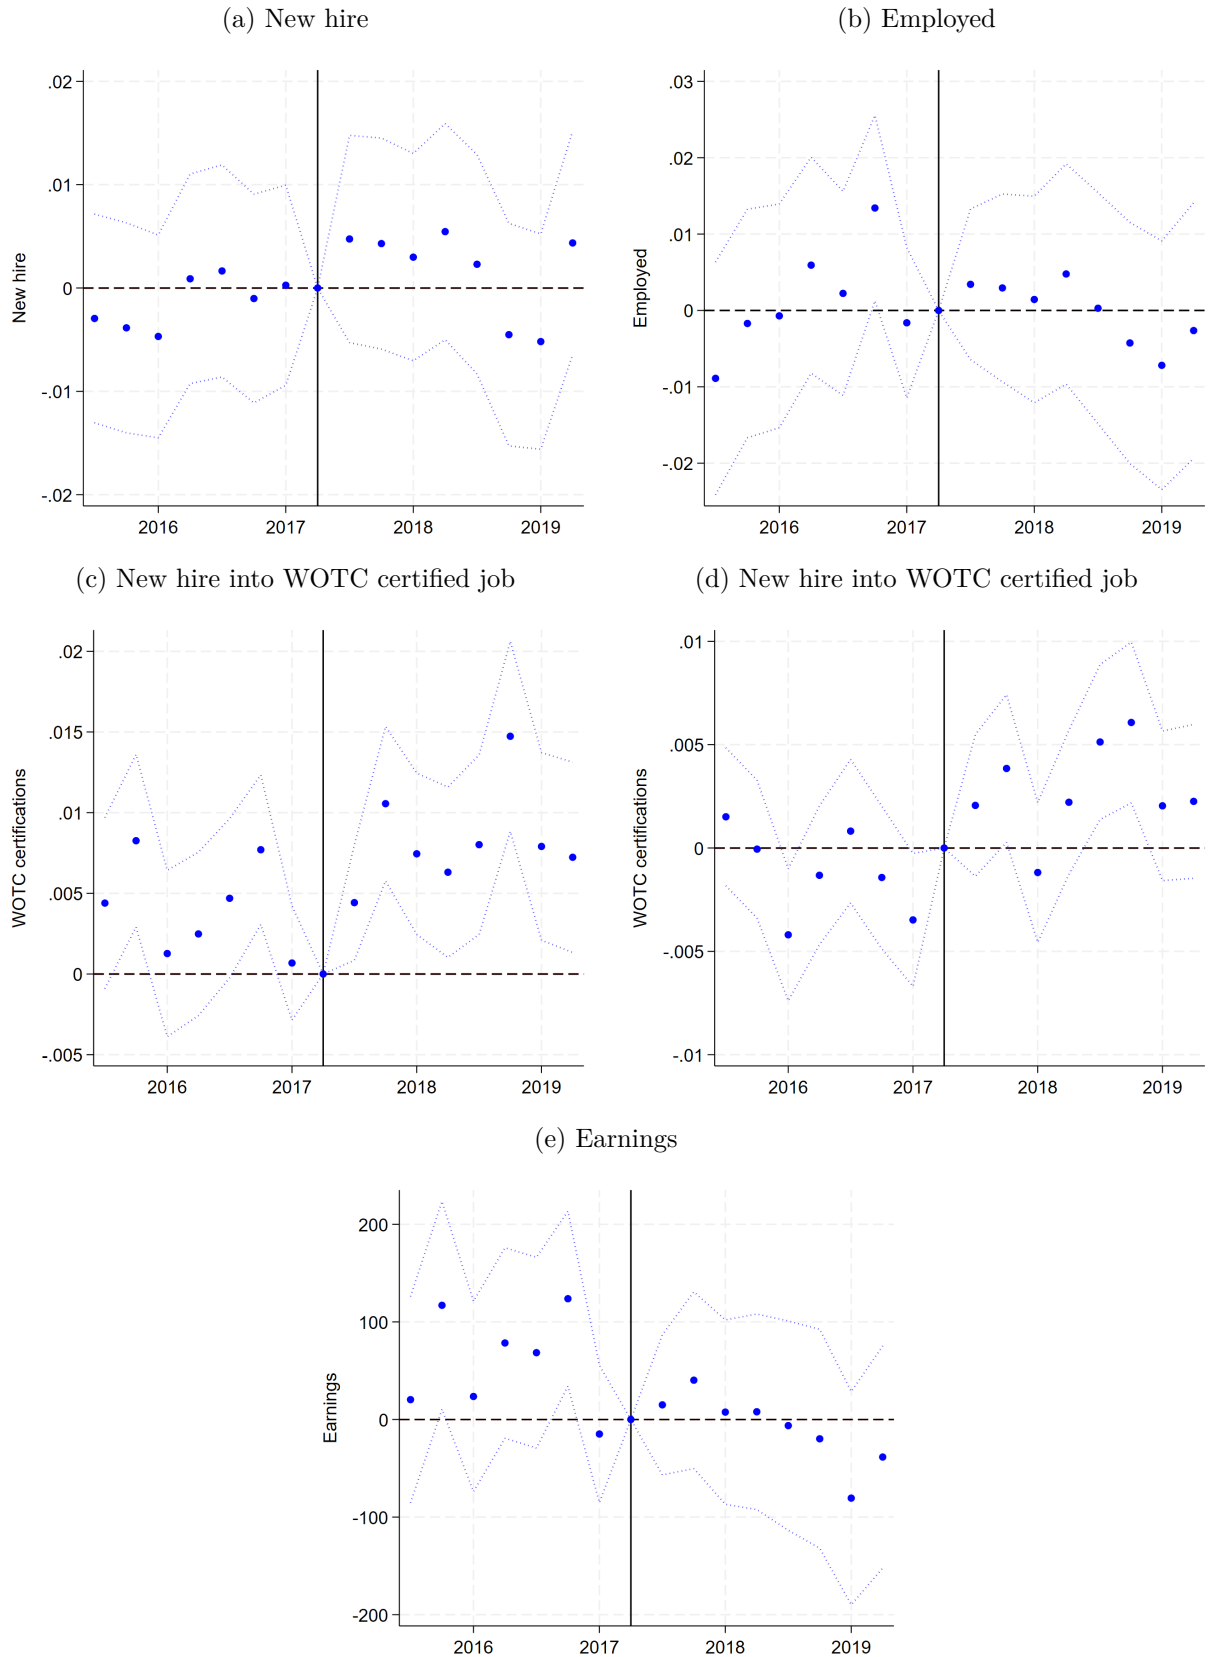 (a) New hire
.02
.01
0
-.01
-.02
New hire
2016 2017 2018 2019
(b) Employed
.03
.02
.01
0
-.01
-.02
Employed
2016 2017 2018 2019
(c) New hire into WOTC certified job
.02
.015
.01
.005
0
-.005
WOTC certifications
2016 2017 2018 2019
(d) New hire into WOTC certified job
.01
.005
0
-.005
-.01
WOTC certifications
2016 2017 2018 2019
(e) Earnings
200
100
0
-100
-200
Earnings
2016 2017 2018 2019